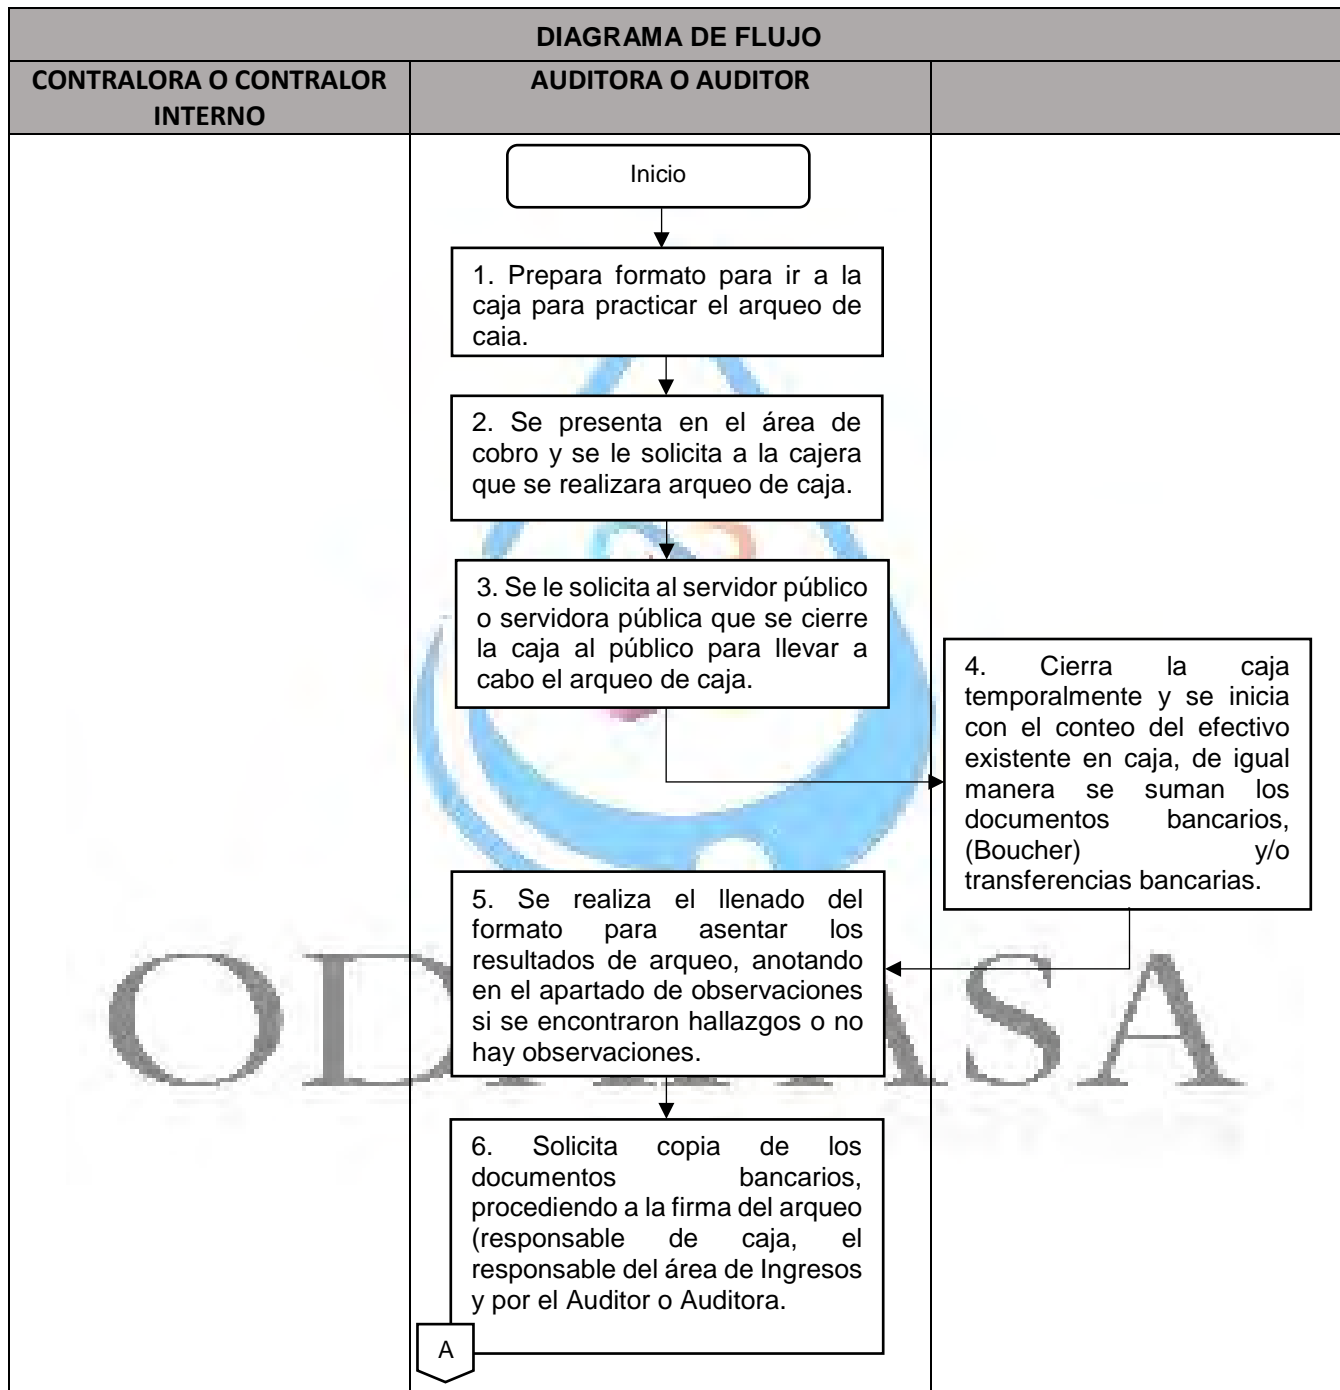 DIAGRAMA DE FLUJO
CONTRALORA O CONTRALOR
INTERNO
AUDITORA O AUDITOR
Inicio
1. Prepara formato para ir a la
caja para practicar el arqueo de
caja.
2. Se presenta en el área de
cobro y se le solicita a la cajera
que se realizara arqueo de caja.
3. Se le solicita al servidor público
o servidora pública que se cierre
la caja al público para llevar a
cabo el arqueo de caja.
4. Cierra la caja
temporalmente y se inicia
con el conteo del efectivo
existente en caja, de igual
manera se suman los
documentos bancarios,
(Boucher) y/o
transferencias bancarias.
5. Se realiza el llenado del
formato para asentar los
resultados de arqueo, anotando
en el apartado de observaciones
si se encontraron hallazgos o no
hay observaciones.
6. Solicita copia de los
documentos bancarios,
procediendo a la firma del arqueo
(responsable de caja, el
responsable del área de Ingresos
y por el Auditor o Auditora.
A